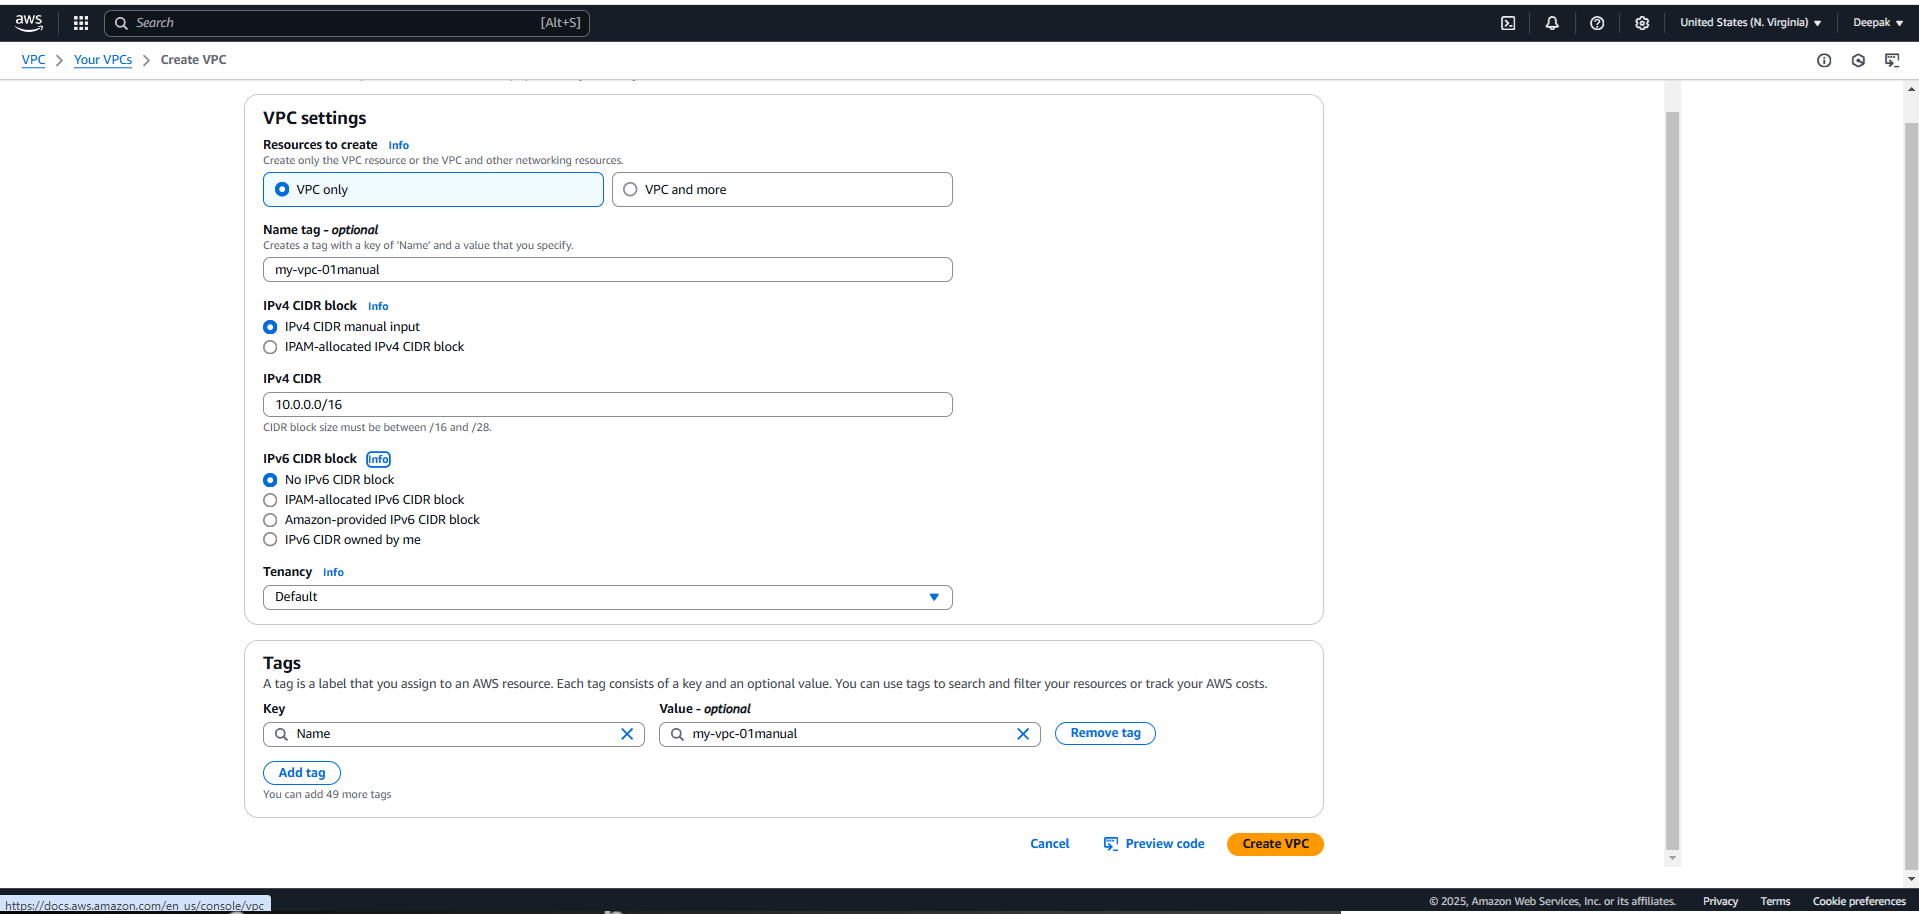 aws
Search [Alt+S]
United States (N. Virginia)
Deepak
VPC > Your VPCs > Create VPC
VPC settings
Resources to create Info
Create only the VPC resource or the VPC and other networking resources.
VPC only
VPC and more
Name tag - optional
Creates a tag with a key of 'Name' and a value that you specify.
my-vpc-01manual
IPv4 CIDR block Info
IPv4 CIDR manual input
IPAM-allocated IPv4 CIDR block
IPv4 CIDR
10.0.0.0/16
CIDR block size must be between /16 and /28.
IPv6 CIDR block Info
No IPv6 CIDR block
IPAM-allocated IPv6 CIDR block
Amazon-provided IPv6 CIDR block
IPv6 CIDR owned by me
Tenancy Info
Default
Tags
A tag is a label that you assign to an AWS resource. Each tag consists of a key and an optional value. You can use tags to search and filter your resources or track your AWS costs.
Key
Value - optional
Name
my-vpc-01manual
Remove tag
Add tag
You can add 49 more tags
Cancel
Preview code
Create VPC
https://docs.aws.amazon.com/en_us/console/vpc
© 2025, Amazon Web Services, Inc. or its affiliates.
Privacy
Terms
Cookie preferences